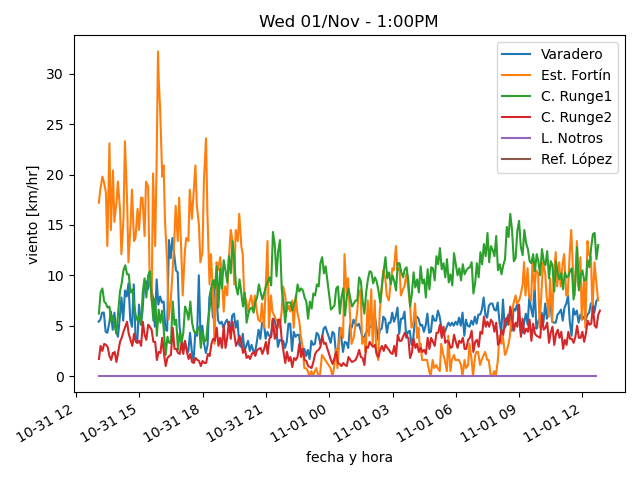 Wed 01/Nov - 1:00PM
Varadero
Est. Fortín
C. Runge1
C. Runge2
L. Notros
Ref. López
viento [km/hr]
30
25
20
15
10
5
0
10-31 12
10-31 15
10-31 18
10-31 21
11-01 00
11-01 03
11-01 06
11-01 09
11-01 12
fecha y hora